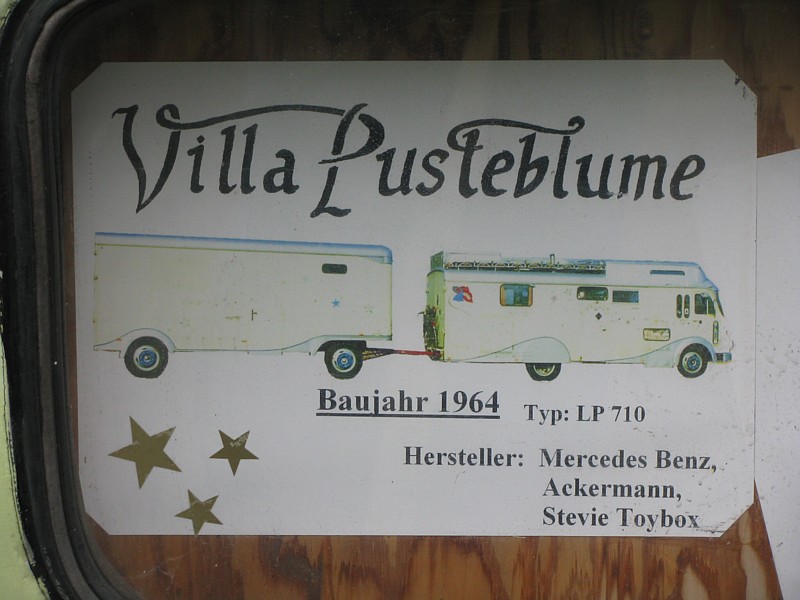 Villa Pusteblume
Baujahr 1964 Typ: LP 710
Hersteller: Mercedes Benz,
Ackermann,
Stevie Toybox